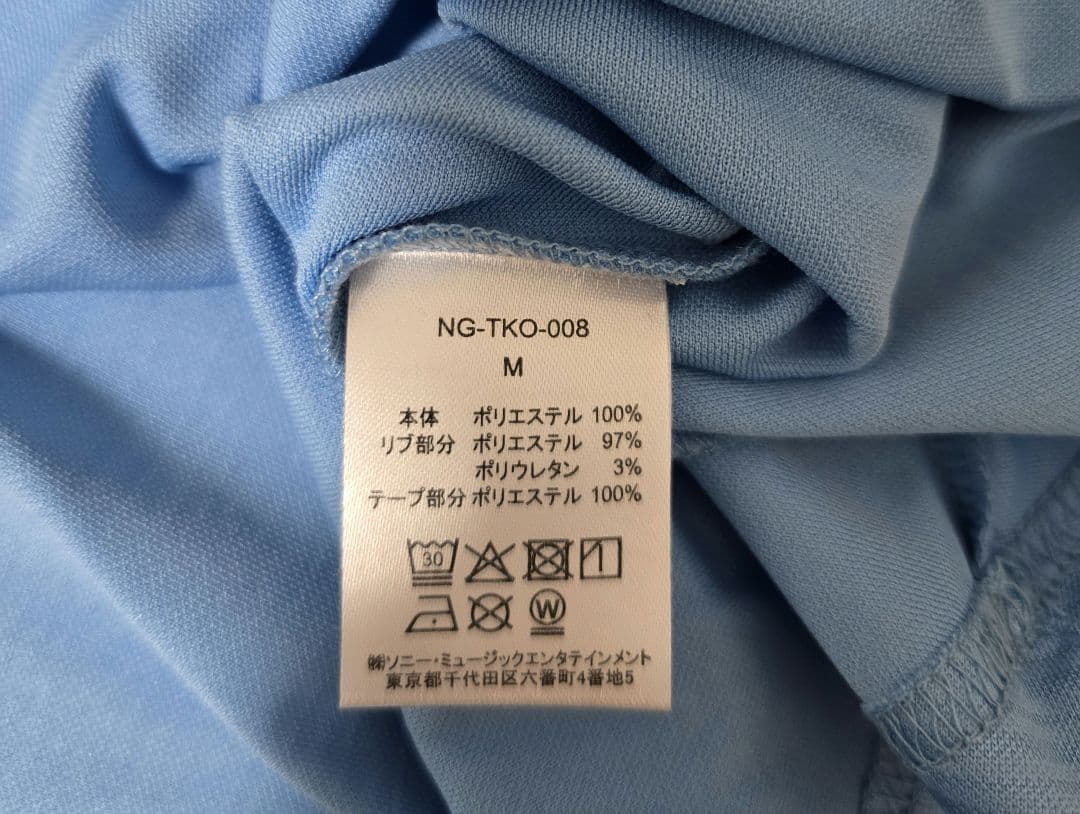 NG-TKO-008
M
本体 ポリエステル 100%
リブ部分 ポリエステル 97%
ポリウレタン 3%
テープ部分 ポリエステル 100%
30
W
㈱ソニー・ミュージックエンタテインメント
東京都千代田区六番町4番地5